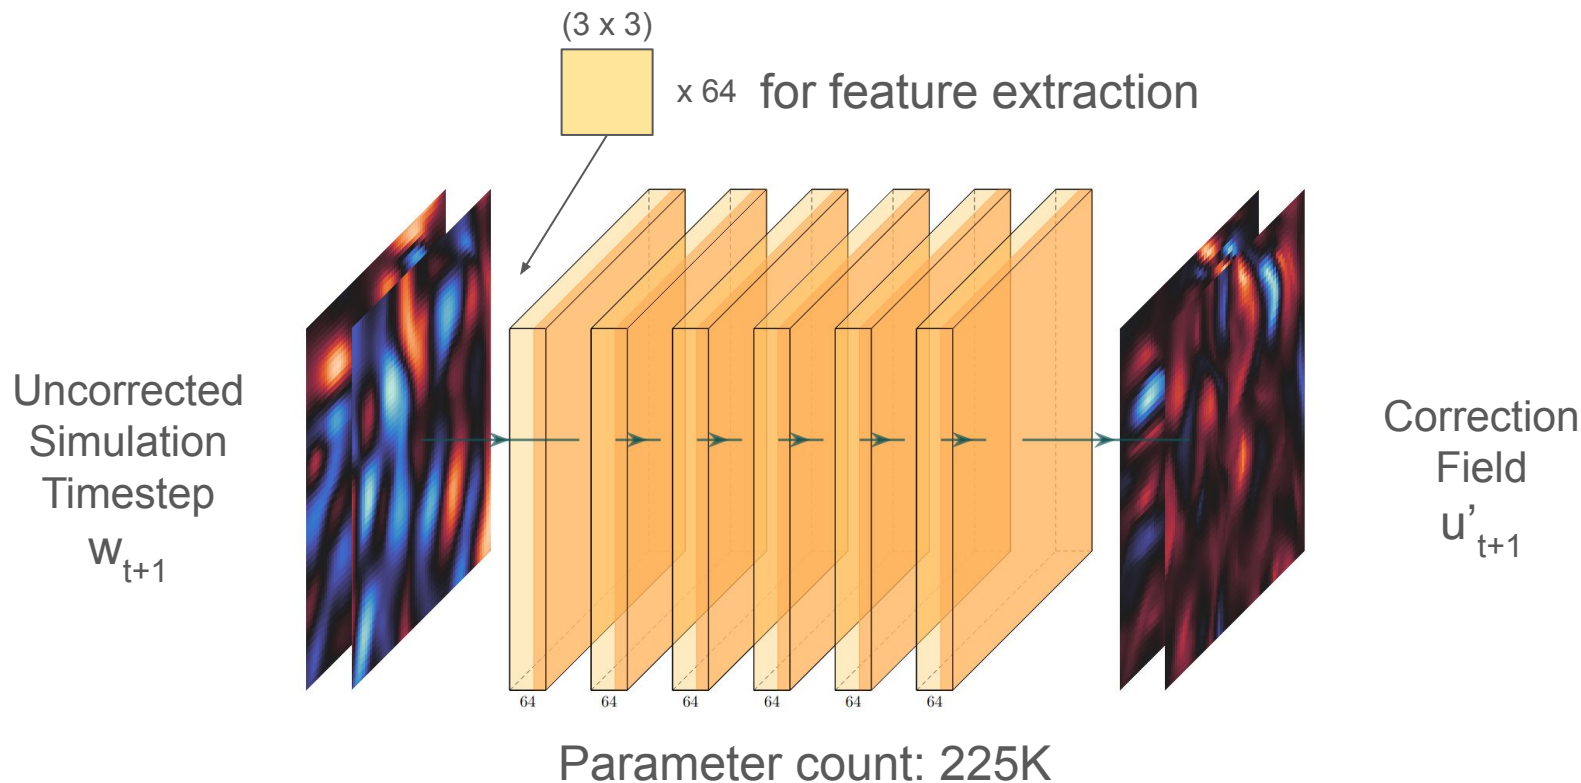 (3 x 3)
x 64 for feature extraction
Uncorrected
Simulation
Timestep
w_{t+1}
Correction
Field
u’_{t+1}
64 64 64 64 64 64
Parameter count: 225K